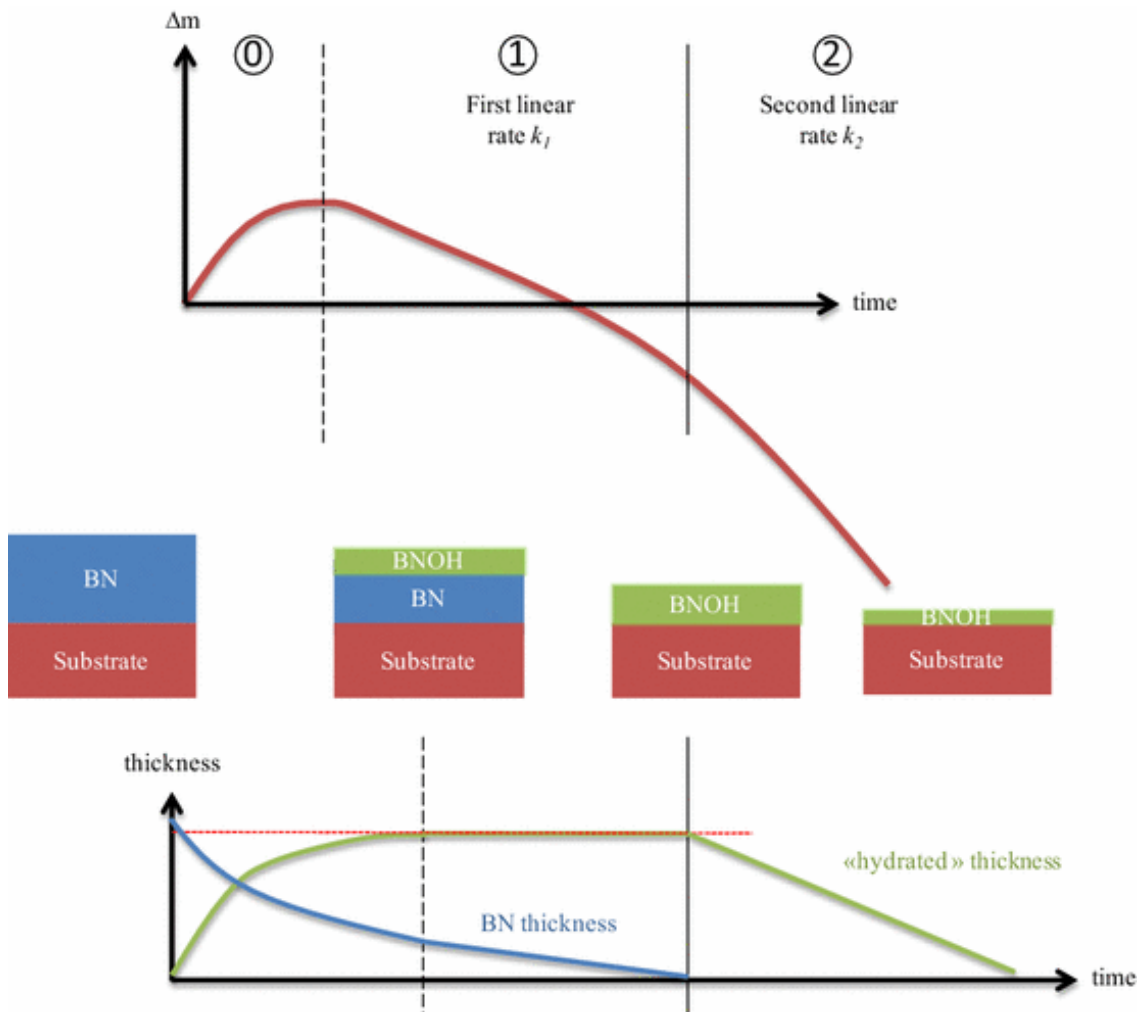 Δm
⓪
①
②
First linear
rate k₁
Second linear
rate k₂
time
BN
Substrate
BNOH
BN
Substrate
BNOH
Substrate
BNOH
Substrate
thickness
«hydrated » thickness
BN thickness
time